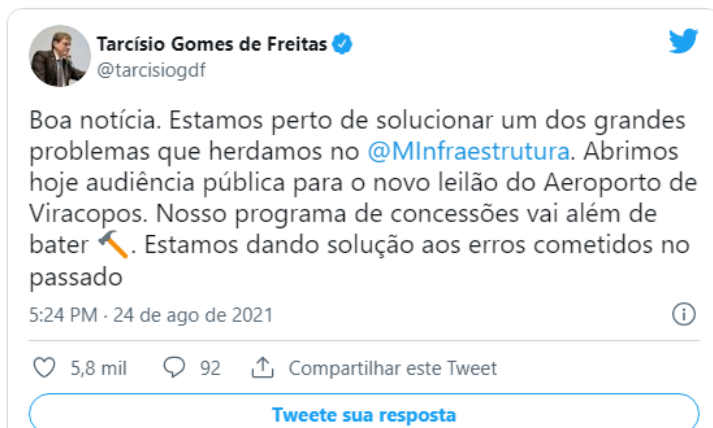 Tarcísio Gomes de Freitas
@tarcisiogdf
Boa notícia. Estamos perto de solucionar um dos grandes
problemas que herdamos no @MInfraestrutura. Abrimos
hoje audiência pública para o novo leilão do Aeroporto de
Viracopos. Nosso programa de concessões vai além de
bater 🔨. Estamos dando solução aos erros cometidos no
passado
5:24 PM · 24 de ago de 2021
5,8 mil 92 Compartilhar este Tweet
Tweete sua resposta